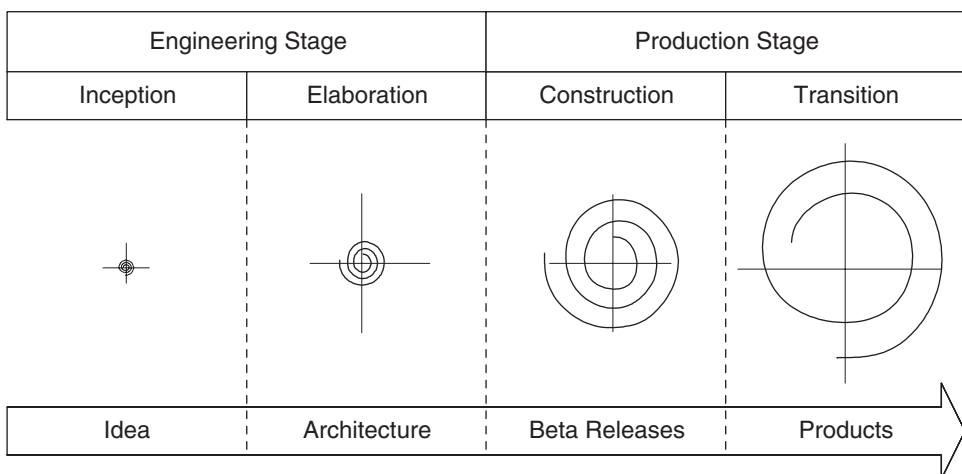 Engineering Stage Production Stage
Inception Elaboration Construction Transition
Idea Architecture Beta Releases Products